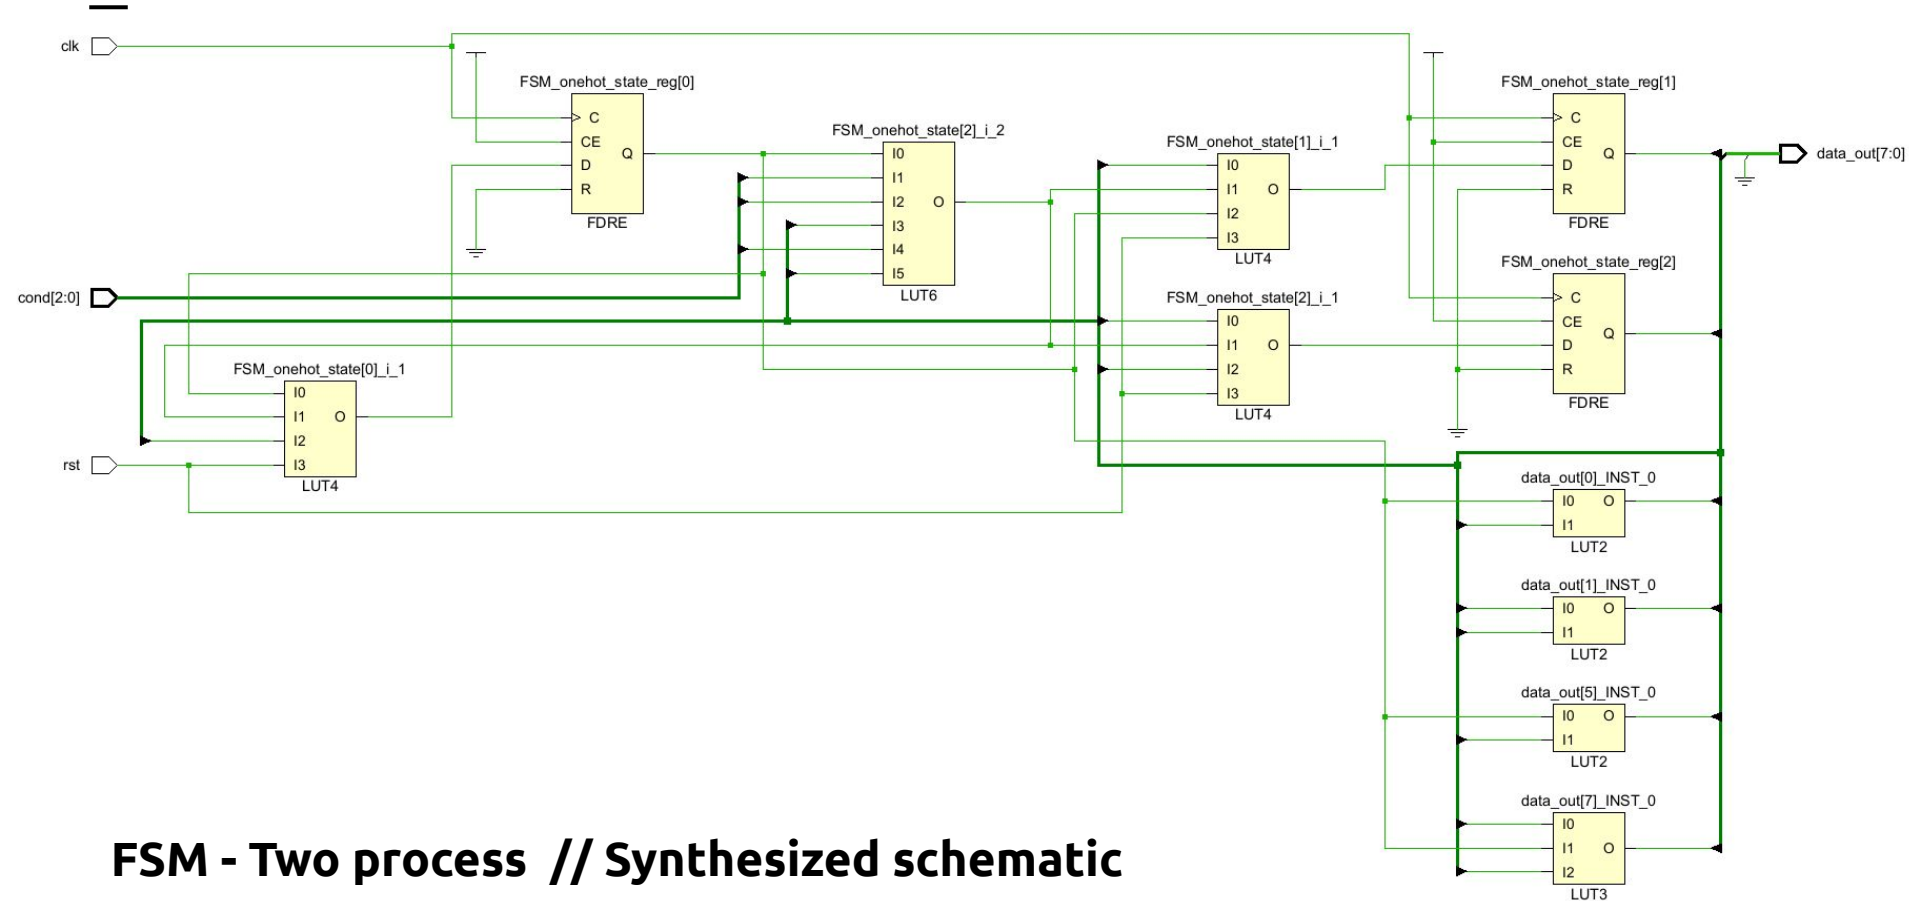 clk
FSM_onehot_state_reg[0]
C
CE
D
R
Q
FDRE
FSM_onehot_state[2]_i_2
I0
I1
I2
I3
I4
I5
O
LUT6
FSM_onehot_state[1]_i_1
I0
I1
I2
I3
O
LUT4
FSM_onehot_state_reg[1]
C
CE
D
R
Q
FDRE
data_out[7:0]
cond[2:0]
FSM_onehot_state[2]_i_1
I0
I1
I2
I3
O
LUT4
FSM_onehot_state_reg[2]
C
CE
D
R
Q
FDRE
FSM_onehot_state[0]_i_1
I0
I1
I2
I3
O
LUT4
rst
data_out[0]_INST_0
I0
I1
O
LUT2
data_out[1]_INST_0
I0
I1
O
LUT2
data_out[5]_INST_0
I0
I1
O
LUT2
data_out[7]_INST_0
I0
I1
I2
O
LUT3
FSM - Two process // Synthesized schematic